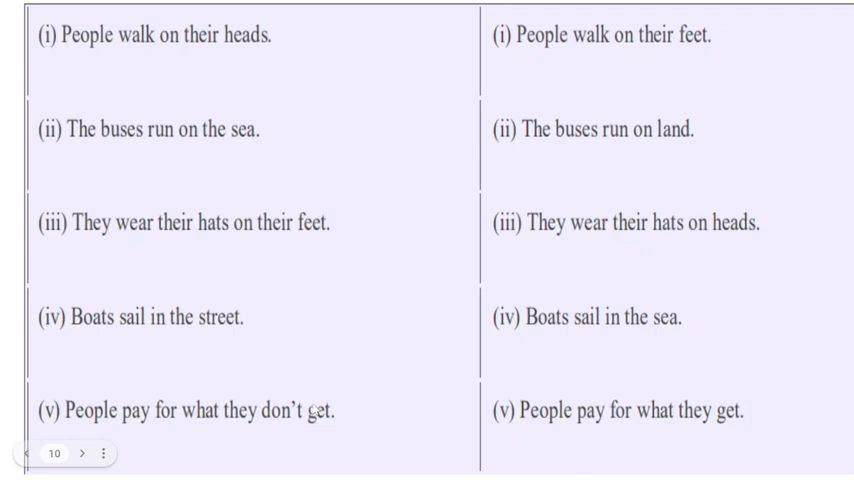 (i) People walk on their heads.
(i) People walk on their feet.
(ii) The buses run on the sea.
(ii) The buses run on land.
(iii) They wear their hats on their feet.
(iii) They wear their hats on heads.
(iv) Boats sail in the street.
(iv) Boats sail in the sea.
(v) People pay for what they don’t get.
(v) People pay for what they get.
10